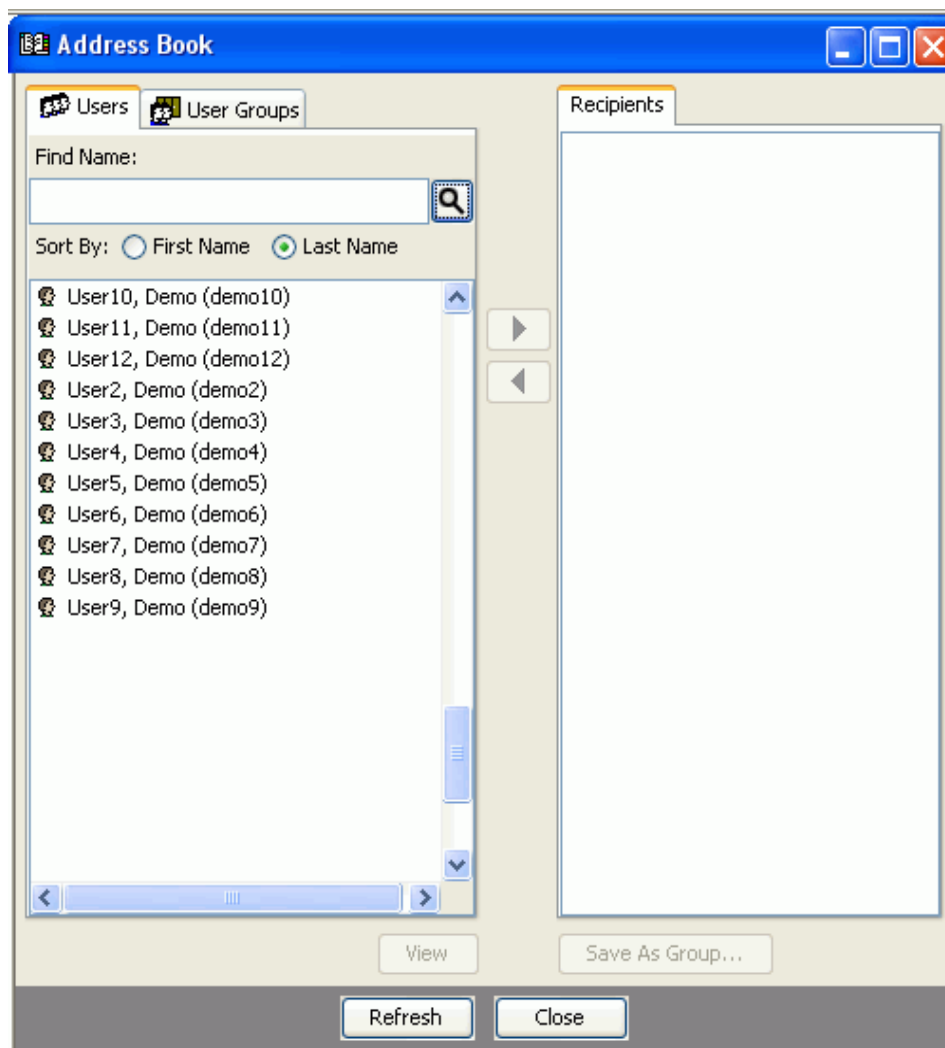 Address Book
Users
User Groups
Recipients
Find Name:
Sort By: First Name Last Name
User10, Demo (demo10)
User11, Demo (demo11)
User12, Demo (demo12)
User2, Demo (demo2)
User3, Demo (demo3)
User4, Demo (demo4)
User5, Demo (demo5)
User6, Demo (demo6)
User7, Demo (demo7)
User8, Demo (demo8)
User9, Demo (demo9)
View
Save As Group...
Refresh
Close